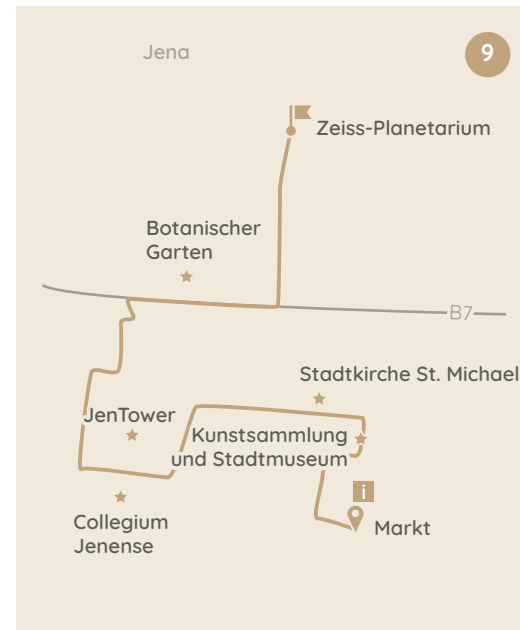 Jena
9
Zeiss-Planetarium
Botanischer
Garten
B7
Stadtkirche St. Michael
JenTower
Kunstsammlung
und Stadtmuseum
i
Collegium
Jenense
Markt